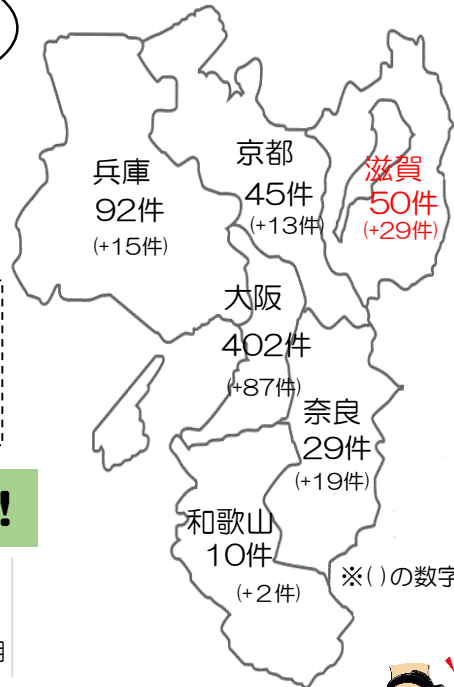 京都
45件
(+13件)
兵庫
92件
(+15件)
滋賀
50件
(+29件)
大阪
402件
(+87件)
奈良
29件
(+19件)
和歌山
10件
(+2件)
!
※( )の数字